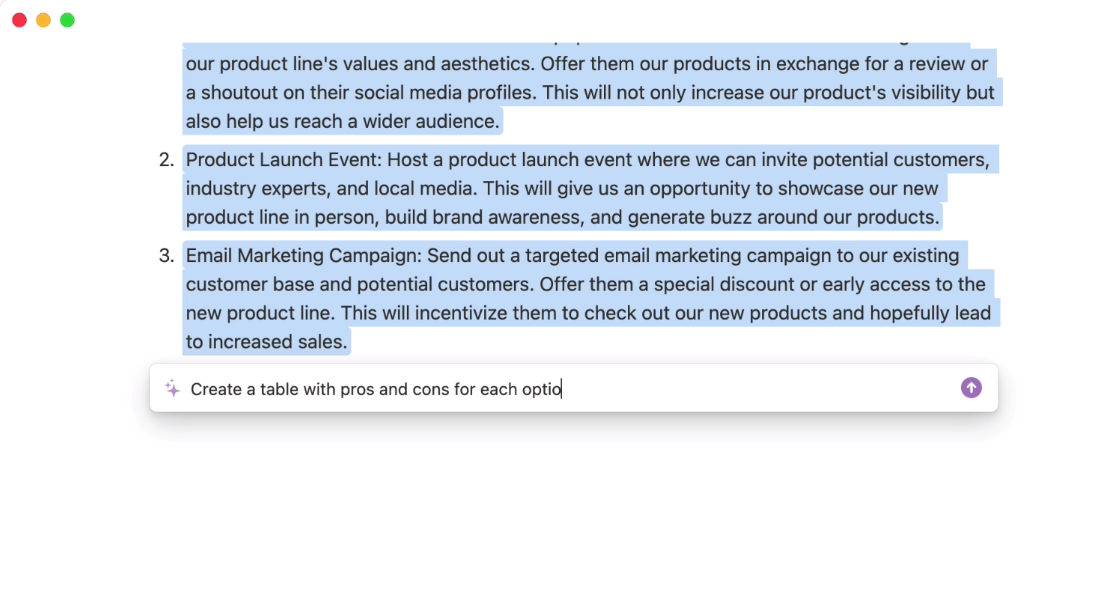 our product line's values and aesthetics. Offer them our products in exchange for a review or
a shoutout on their social media profiles. This will not only increase our product's visibility but
also help us reach a wider audience.
2. Product Launch Event: Host a product launch event where we can invite potential customers,
industry experts, and local media. This will give us an opportunity to showcase our new
product line in person, build brand awareness, and generate buzz around our products.
3. Email Marketing Campaign: Send out a targeted email marketing campaign to our existing
customer base and potential customers. Offer them a special discount or early access to the
new product line. This will incentivize them to check out our new products and hopefully lead
to increased sales.
Create a table with pros and cons for each optio